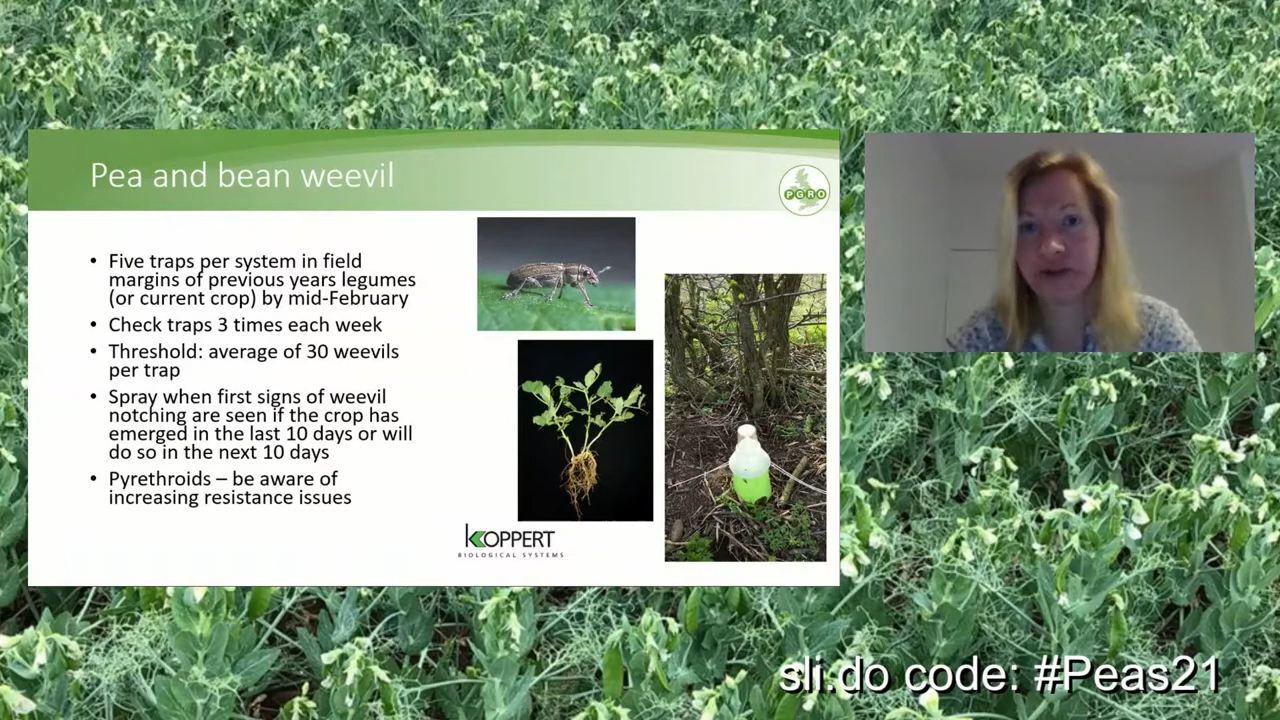 Pea and bean weevil
PGRO
• Five traps per system in field
margins of previous years legumes
(or current crop) by mid-February
• Check traps 3 times each week
• Threshold: average of 30 weevils
per trap
• Spray when first signs of weevil
notching are seen if the crop has
emerged in the last 10 days or will
do so in the next 10 days
• Pyrethroids – be aware of
increasing resistance issues
KOPPERT
BIOLOGICAL SYSTEMS
sli.do code: #Peas21